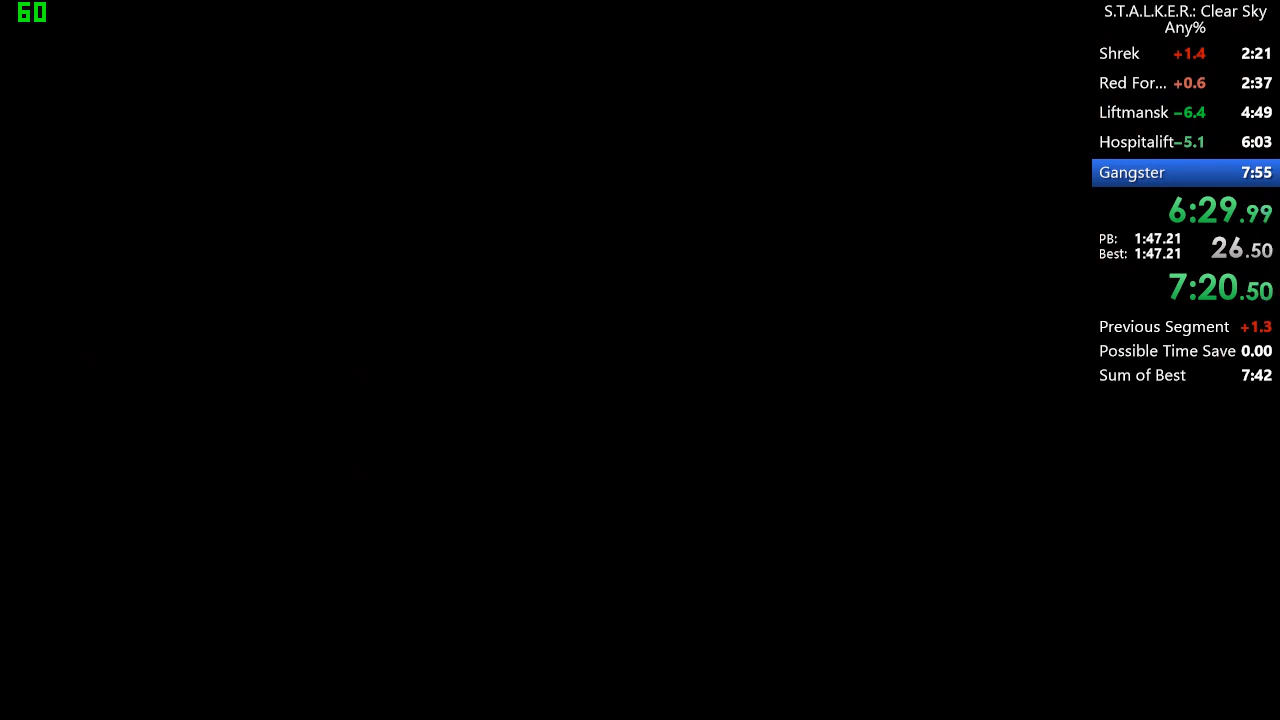 60
S.T.A.L.K.E.R.: Clear Sky
Any%
Shrek +1.4 2:21
Red For... +0.6 2:37
Liftmansk −6.4 4:49
Hospitalift −5.1 6:03
Gangster 7:55
6:29.99
PB: 1:47.21
Best: 1:47.21
26.50
7:20.50
Previous Segment +1.3
Possible Time Save 0.00
Sum of Best 7:42